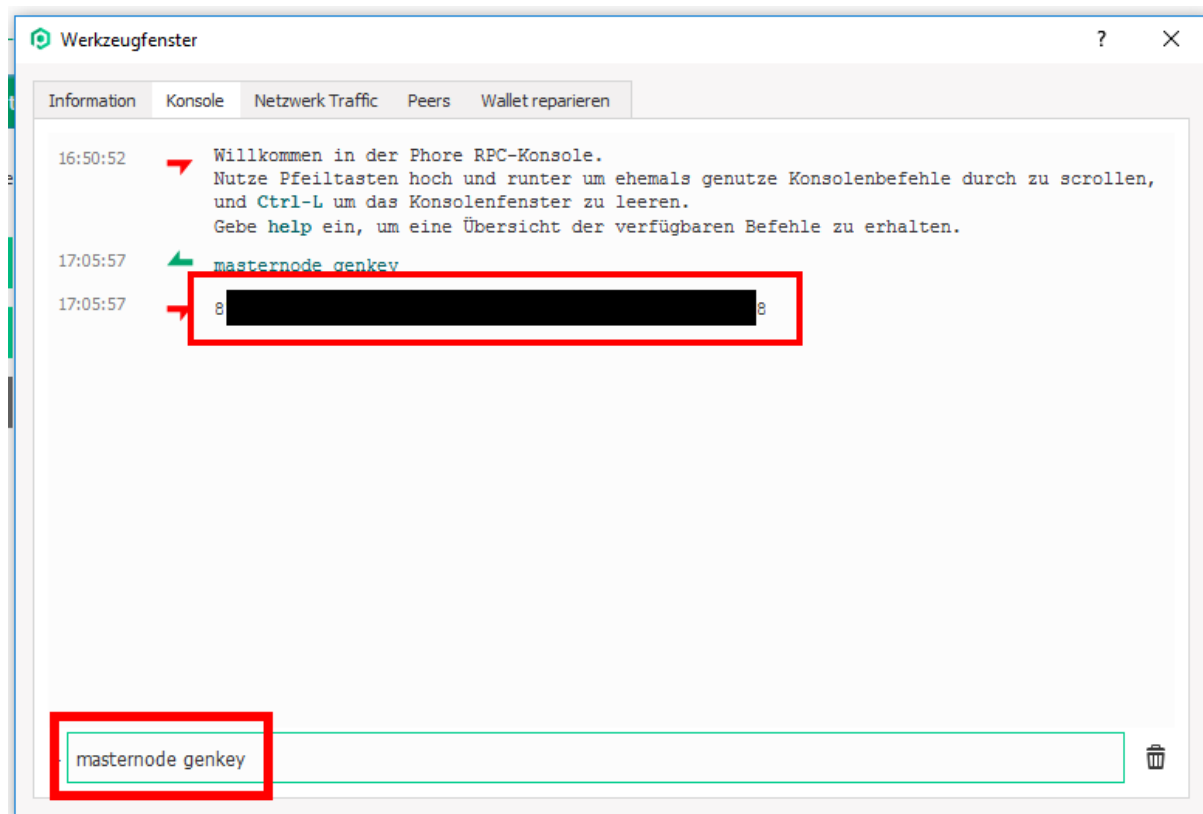 Werkzeugfenster ?
Information Konsole Netzwerk Traffic Peers Wallet reparieren
16:50:52 Willkommen in der Phore RPC-Konsole.
Nutze Pfeiltasten hoch und runter um ehemals genutze Konsolenbefehle durch zu scrollen,
und Ctrl-L um das Konsolenfenster zu leeren.
Gebe help ein, um eine Übersicht der verfügbaren Befehle zu erhalten.
17:05:57 masternode genkey
17:05:57 8 8
masternode genkey